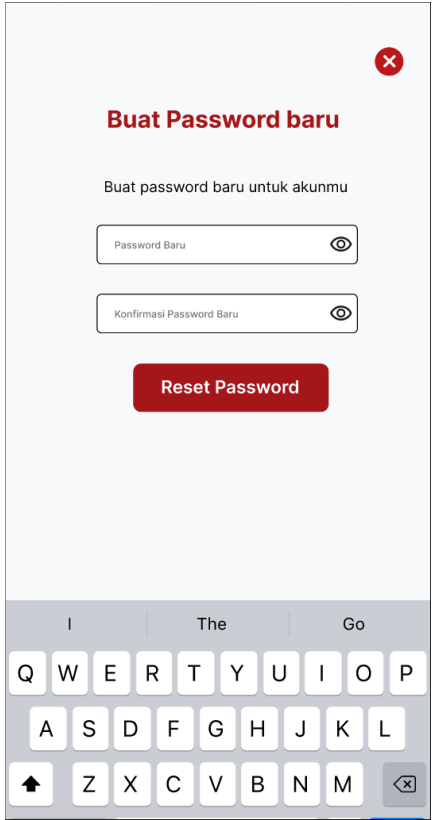 Buat Password baru
Buat password baru untuk akunmu
Password Baru
Konfirmasi Password Baru
Reset Password
I The Go
Q W E R T Y U I O P
A S D F G H J K L
Z X C V B N M